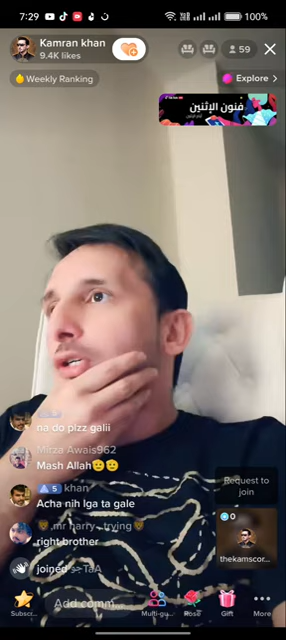 7:29
100%
Kamran khan
9.4K likes
59
Weekly Ranking
Explore >
فنون الإثنين
na do plzz galii
Mirza Awais962
Mash Allah
5 khan
Acha nih lga ta gale
.mr harry..trying
right brother
joined
Request to
join
0
thekamscor...
Subsc...
Add comm...
Multi-gu...
Rose
Gift
More